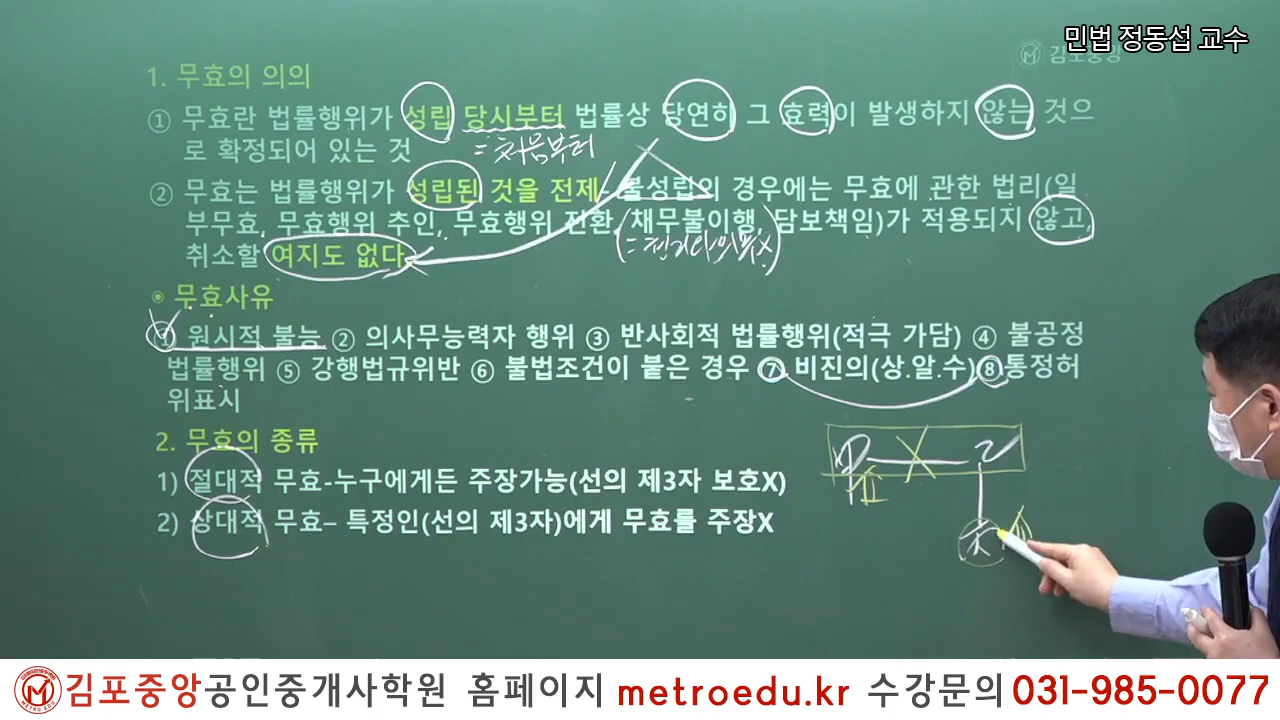 민법 정동섭 교수
김포중앙
1. 무효의 의의
① 무효란 법률행위가 성립 당시부터 법률상 당연히 그 효력이 발생하지 않는 것으
로 확정되어 있는 것
= 처음부터
② 무효는 법률행위가 성립된 것을 전제- 불성립의 경우에는 무효에 관한 법리(일
부무효, 무효행위 추인, 무효행위 전환, 채무불이행, 담보책임)가 적용되지 않고,
취소할 여지도 없다
◉ 무효사유
① 원시적 불능 ② 의사무능력자 행위 ③ 반사회적 법률행위(적극 가담) ④ 불공정
법률행위 ⑤ 강행법규위반 ⑥ 불법조건이 붙은 경우 ⑦ 비진의(상.알.수) ⑧ 통정허
위표시
2. 무효의 종류
1) 절대적 무효-누구에게든 주장가능(선의 제3자 보호X)
2) 상대적 무효– 특정인(선의 제3자)에게 무효를 주장X
METRO EDU
김포중앙공인중개사학원 홈페이지 metroedu.kr 수강문의 031-985-0077